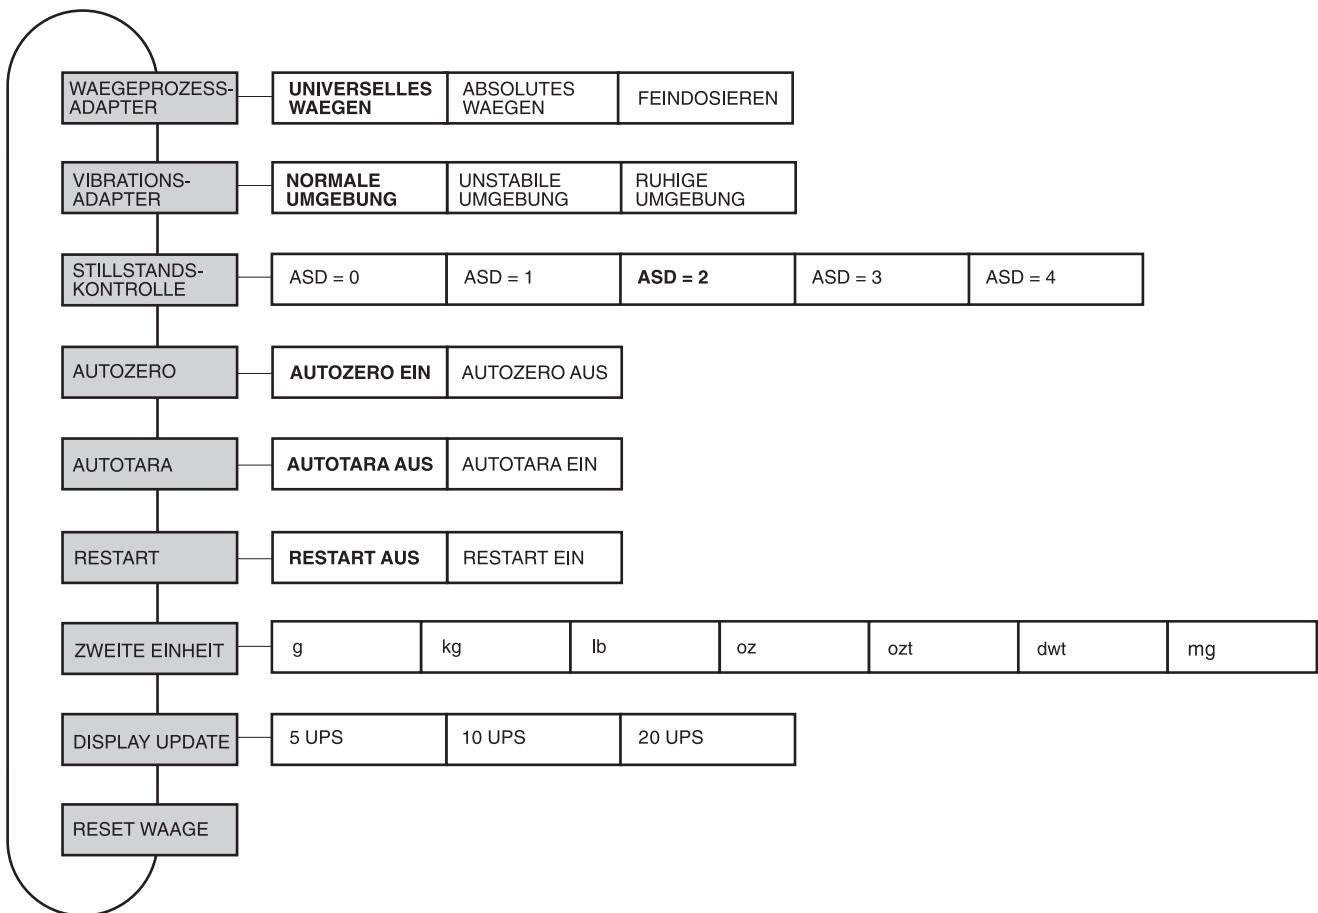 WAEGEPROZESS-
ADAPTER
UNIVERSELLES
WAEGEN
ABSOLUTES
WAEGEN
FEINDOSIEREN
VIBRATIONS-
ADAPTER
NORMALE
UMGEBUNG
UNSTABILE
UMGEBUNG
RUHIGE
UMGEBUNG
STILLSTANDS-
KONTROLLE
ASD = 0
ASD = 1
ASD = 2
ASD = 3
ASD = 4
AUTOZERO
AUTOZERO EIN
AUTOZERO AUS
AUTOTARA
AUTOTARA AUS
AUTOTARA EIN
RESTART
RESTART AUS
RESTART EIN
ZWEITE EINHEIT
g
kg
lb
oz
ozt
dwt
mg
DISPLAY UPDATE
5 UPS
10 UPS
20 UPS
RESET WAAGE